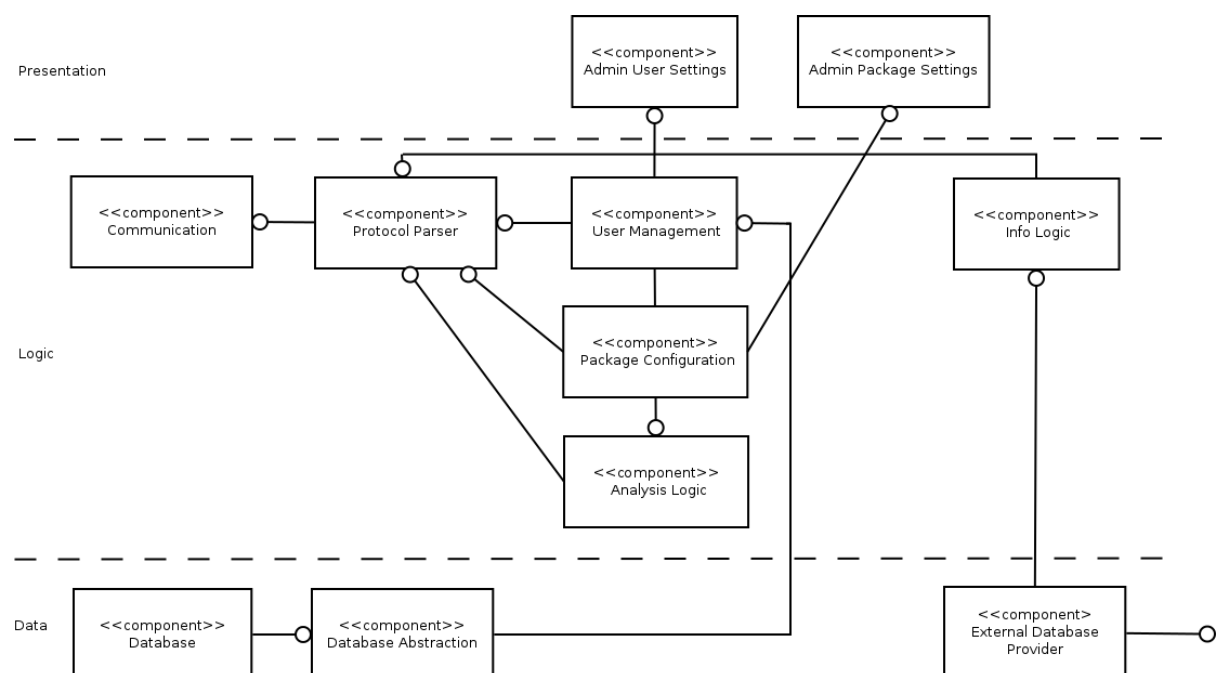 <<component>>
Admin User Settings
<<component>>
Admin Package Settings
Presentation
<<component>>
Communication
<<component>>
Protocol Parser
<<component>>
User Management
<<component>>
Info Logic
Logic
<<component>>
Package Configuration
<<component>>
Analysis Logic
Data
<<component>>
Database
<<component>>
Database Abstraction
<<component>
External Database
Provider